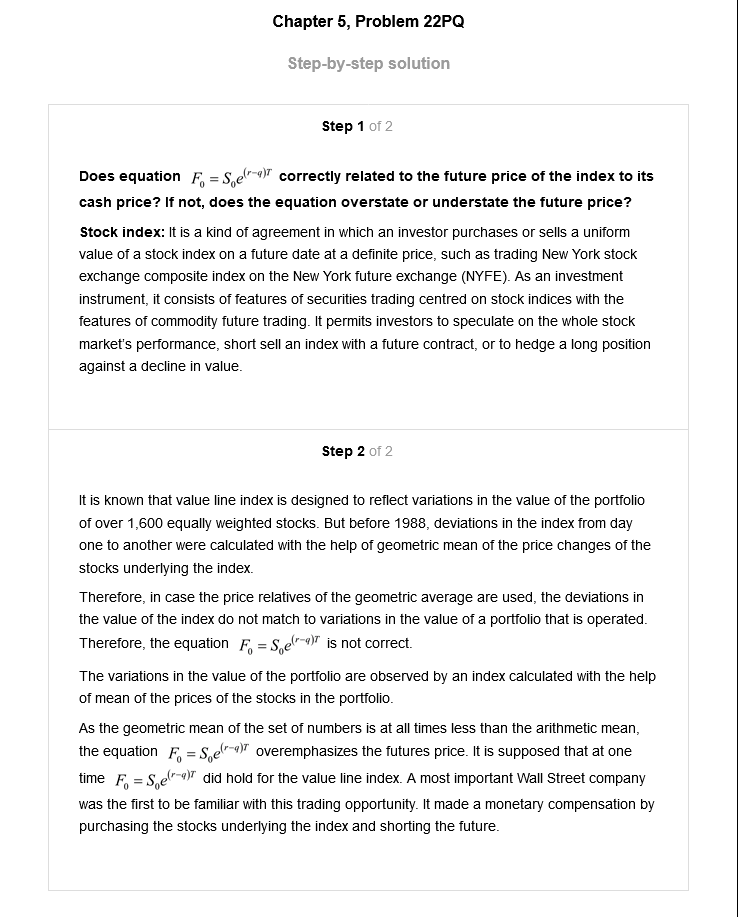 Chapter 5, Problem 22PQ
Step-by-step solution
Step 1 of 2
Does equation F₀ = S₀e^(r−q)T correctly related to the future price of the index to its
cash price? If not, does the equation overstate or understate the future price?
Stock index: It is a kind of agreement in which an investor purchases or sells a uniform
value of a stock index on a future date at a definite price, such as trading New York stock
exchange composite index on the New York future exchange (NYFE). As an investment
instrument, it consists of features of securities trading centred on stock indices with the
features of commodity future trading. It permits investors to speculate on the whole stock
market's performance, short sell an index with a future contract, or to hedge a long position
against a decline in value.
Step 2 of 2
It is known that value line index is designed to reflect variations in the value of the portfolio
of over 1,600 equally weighted stocks. But before 1988, deviations in the index from day
one to another were calculated with the help of geometric mean of the price changes of the
stocks underlying the index.
Therefore, in case the price relatives of the geometric average are used, the deviations in
the value of the index do not match to variations in the value of a portfolio that is operated.
Therefore, the equation F₀ = S₀e^(r−q)T is not correct.
The variations in the value of the portfolio are observed by an index calculated with the help
of mean of the prices of the stocks in the portfolio.
As the geometric mean of the set of numbers is at all times less than the arithmetic mean,
the equation F₀ = S₀e^(r−q)T overemphasizes the futures price. It is supposed that at one
time F₀ = S₀e^(r−q)T did hold for the value line index. A most important Wall Street company
was the first to be familiar with this trading opportunity. It made a monetary compensation by
purchasing the stocks underlying the index and shorting the future.